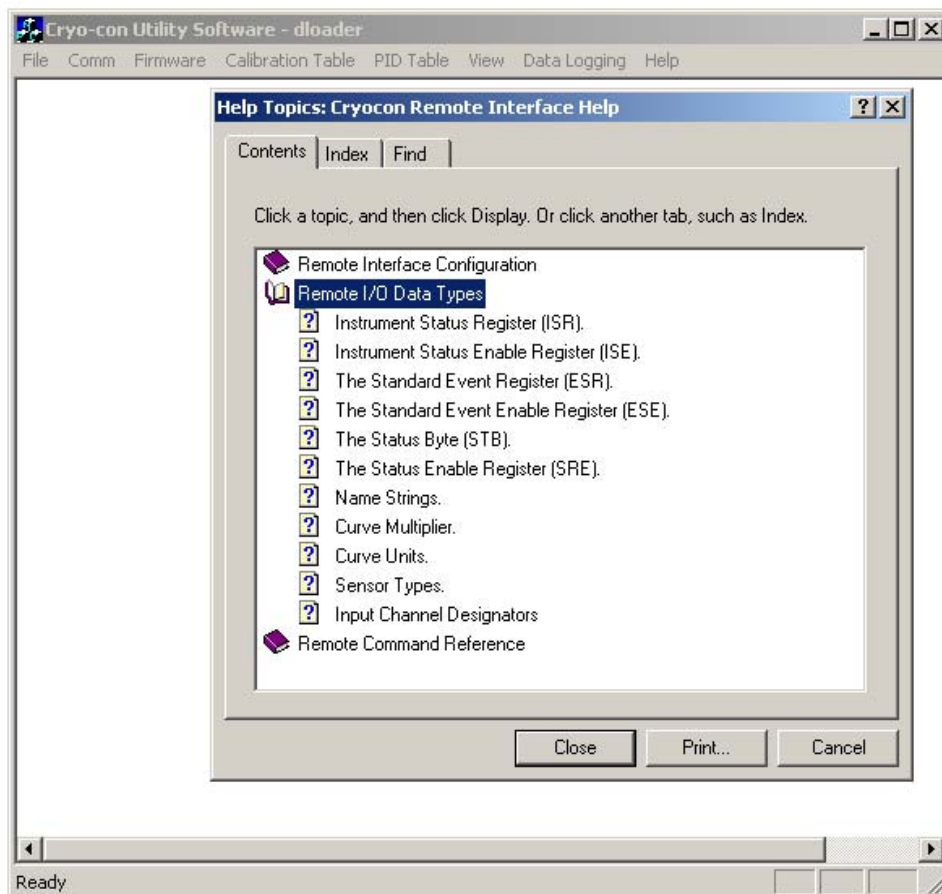 Cryo-con Utility Software - dloader
File Comm Firmware Calibration Table PID Table View Data Logging Help
Help Topics: Cryocon Remote Interface Help
Contents Index Find
Click a topic, and then click Display. Or click another tab, such as Index.
Remote Interface Configuration
Remote I/O Data Types
Instrument Status Register (ISR).
Instrument Status Enable Register (ISE).
The Standard Event Register (ESR).
The Standard Event Enable Register (ESE).
The Status Byte (STB).
The Status Enable Register (SRE).
Name Strings.
Curve Multiplier.
Curve Units.
Sensor Types.
Input Channel Designators
Remote Command Reference
Close Print... Cancel
Ready